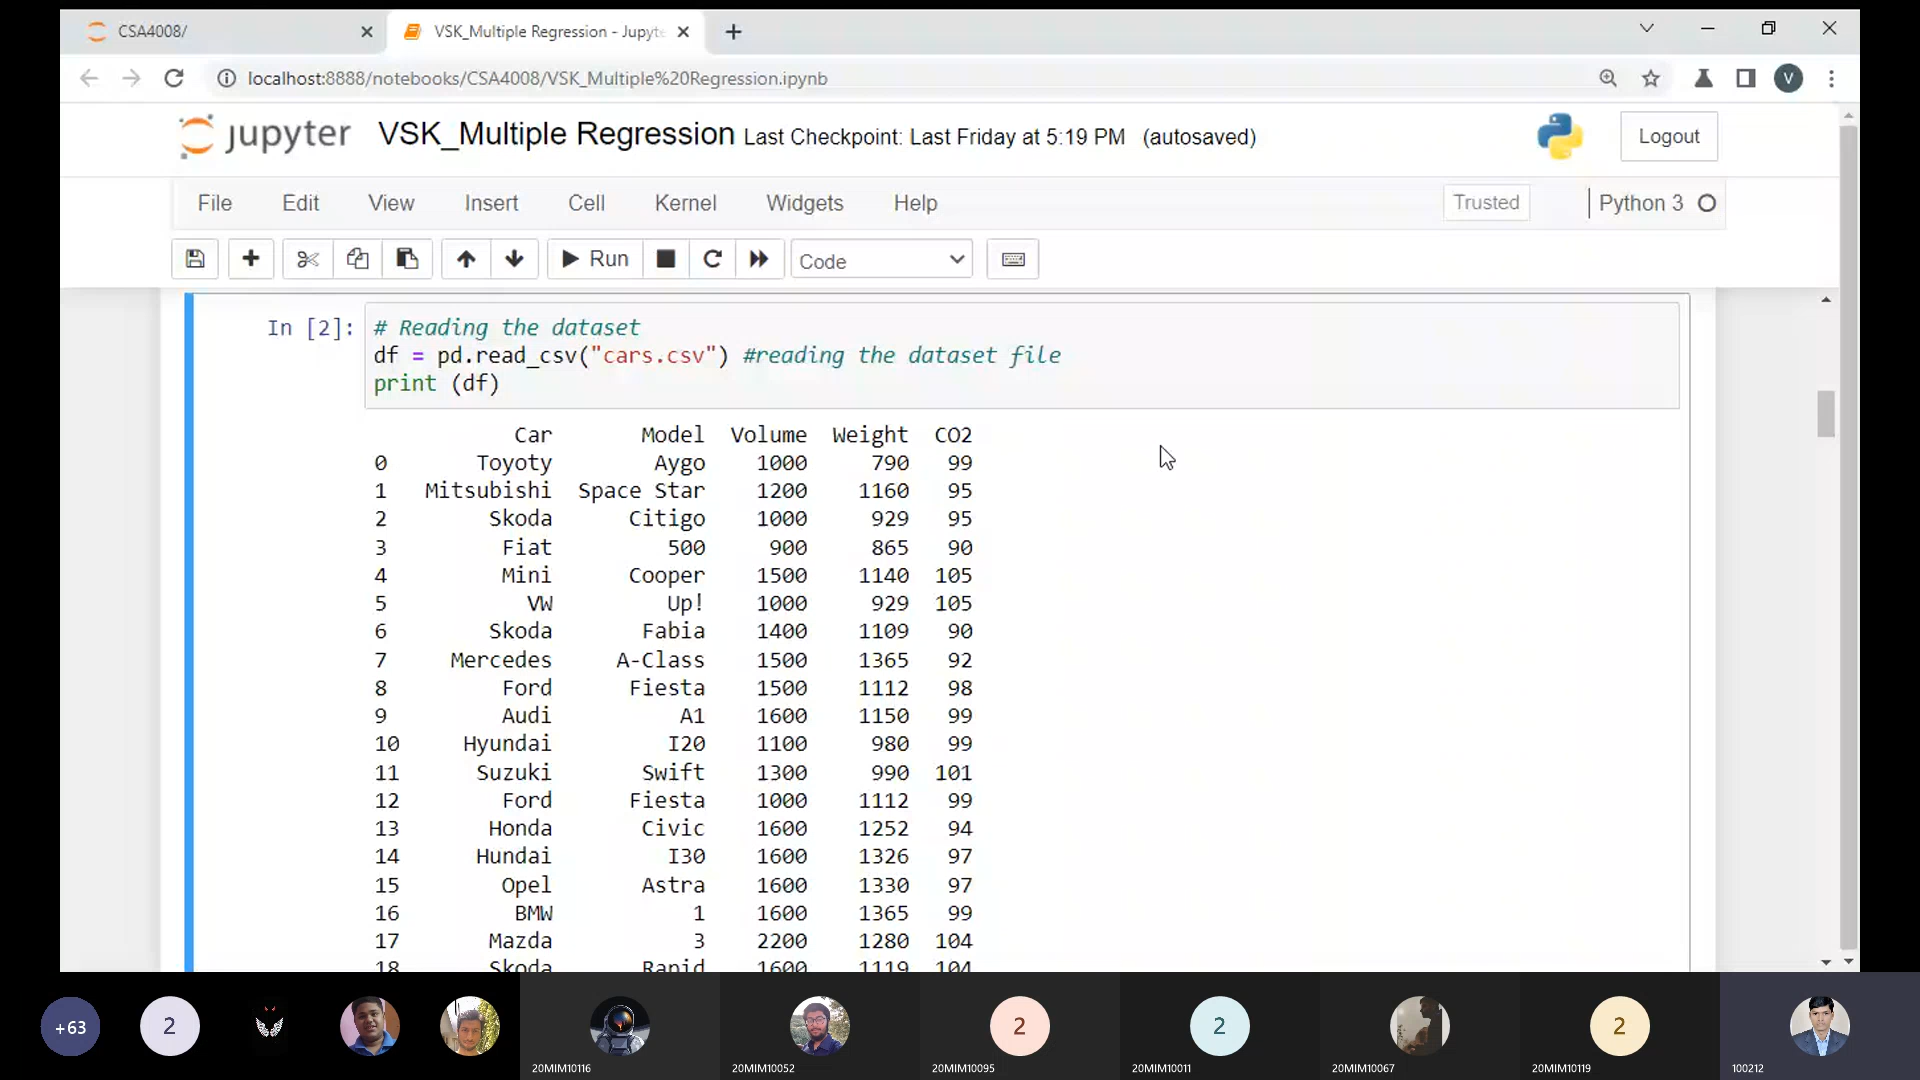 CSA4008/
VSK_Multiple Regression - Jupyte
localhost:8888/notebooks/CSA4008/VSK_Multiple%20Regression.ipynb
V
jupyter VSK_Multiple Regression Last Checkpoint: Last Friday at 5:19 PM (autosaved)
Logout
File Edit View Insert Cell Kernel Widgets Help
Trusted
Python 3
Run
Code
In [2]: # Reading the dataset
df = pd.read_csv("cars.csv") #reading the dataset file
print (df)
Car Model Volume Weight CO2
0 Toyoty Aygo 1000 790 99
1 Mitsubishi Space Star 1200 1160 95
2 Skoda Citigo 1000 929 95
3 Fiat 500 900 865 90
4 Mini Cooper 1500 1140 105
5 VW Up! 1000 929 105
6 Skoda Fabia 1400 1109 90
7 Mercedes A-Class 1500 1365 92
8 Ford Fiesta 1500 1112 98
9 Audi A1 1600 1150 99
10 Hyundai I20 1100 980 99
11 Suzuki Swift 1300 990 101
12 Ford Fiesta 1000 1112 99
13 Honda Civic 1600 1252 94
14 Hundai I30 1600 1326 97
15 Opel Astra 1600 1330 97
16 BMW 1 1600 1365 99
17 Mazda 3 2200 1280 104
18 Skoda Rapid 1600 1119 104
+63
2
2
2
2
20MIM10116
20MIM10052
20MIM10095
20MIM10011
20MIM10067
20MIM10119
100212